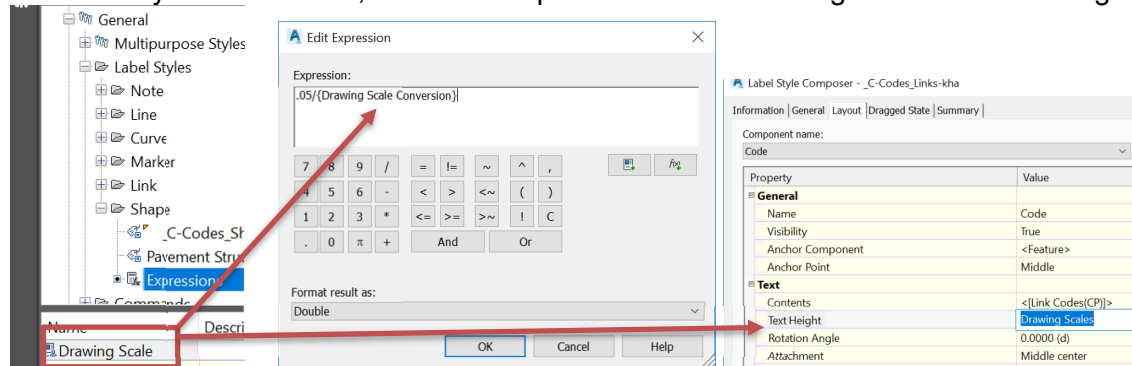 General
Multipurpose Styles
Label Styles
Note
Line
Curve
Marker
Link
Shape
_C-Codes_Sh
Pavement Stru
Expressions
Commands
Name Descri
Drawing Scale
Edit Expression
Expression:
.05/{Drawing Scale Conversion}
7 8 9 / = != ~ ^ ,
4 5 6 - < > <~ ( )
1 2 3 * <= >= >~ ! C
. 0 π + And Or
Format result as:
Double
OK Cancel Help
Label Style Composer - _C-Codes_Links-kha
Information General Layout Dragged State Summary
Component name:
Code
Property Value
General
Name Code
Visibility True
Anchor Component <Feature>
Anchor Point Middle
Text
Contents <[Link Codes(CP)]>
Text Height Drawing Scales
Rotation Angle 0.0000 (d)
Attachment Middle center